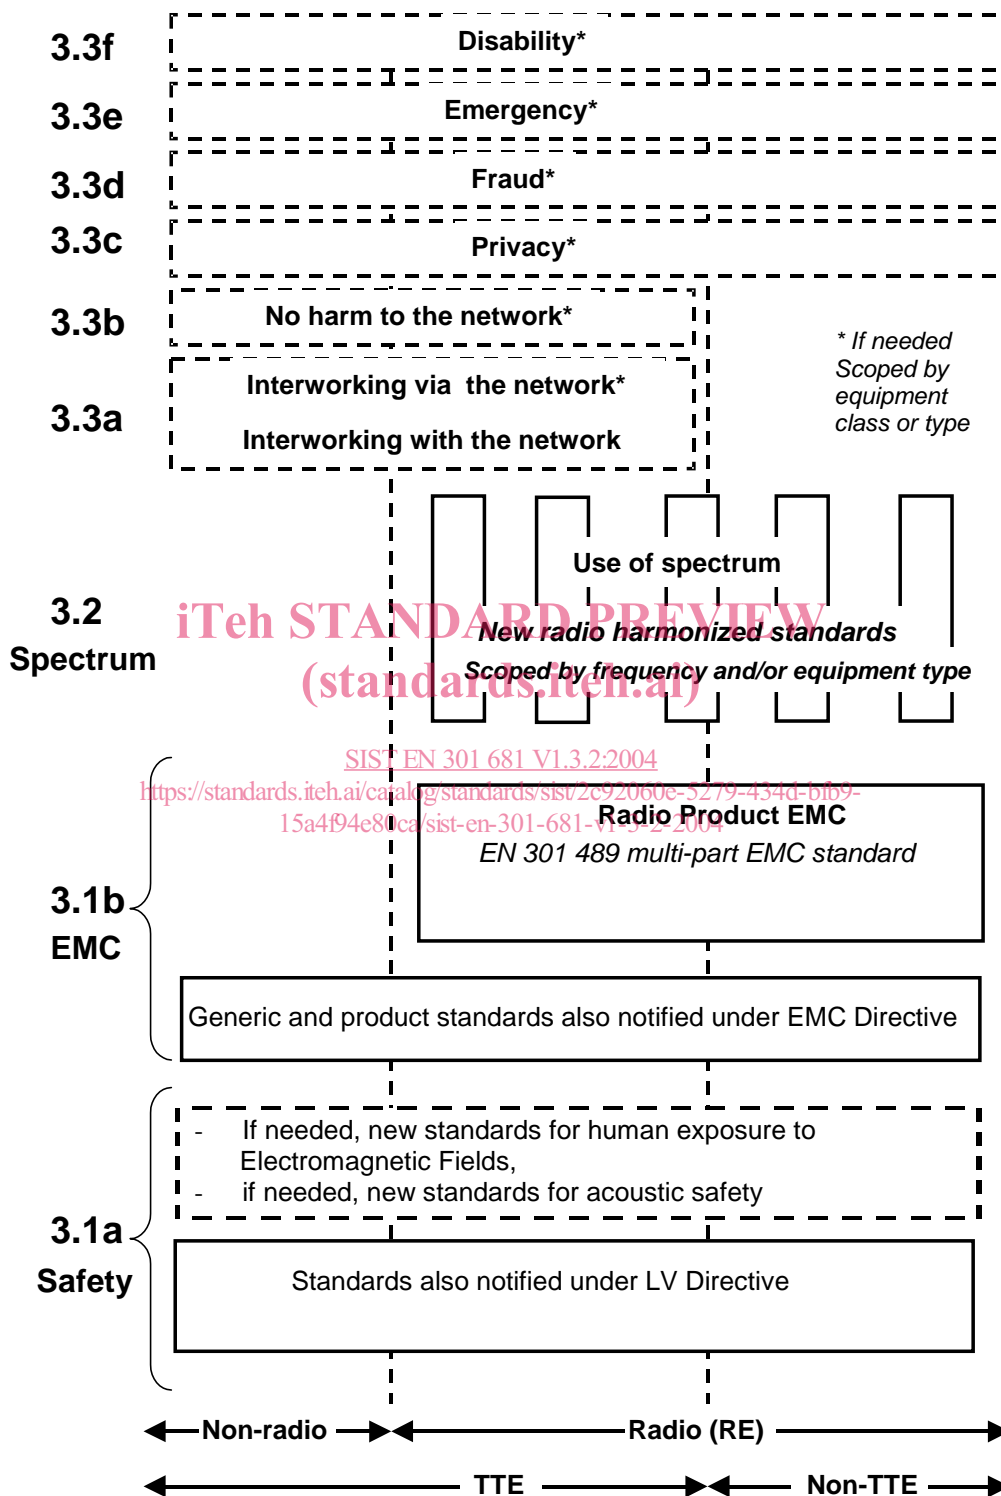 3.3f
Disability*
3.3e
Emergency*
3.3d
Fraud*
3.3c
Privacy*
3.3b
No harm to the network*
* If needed
Scoped by
equipment
class or type
3.3a
Interworking via the network*
Interworking with the network
Use of spectrum
3.2
Spectrum
iTeh STANDARD PREVIEW
New radio harmonized standards
(standards.iteh.ai)
Scoped by frequency and/or equipment type
SIST EN 301 681 V1.3.2:2004
https://standards.iteh.ai/catalog/standards/sist/2c92060e-5279-434d-bfb9-
15a4f94e80ca/sist-en-301-681-v1-3-2-2004
Radio Product EMC
EN 301 489 multi-part EMC standard
3.1b
EMC
Generic and product standards also notified under EMC Directive
- If needed, new standards for human exposure to
Electromagnetic Fields,
- if needed, new standards for acoustic safety
3.1a
Safety
Standards also notified under LV Directive
Non-radio
Radio (RE)
TTE
Non-TTE